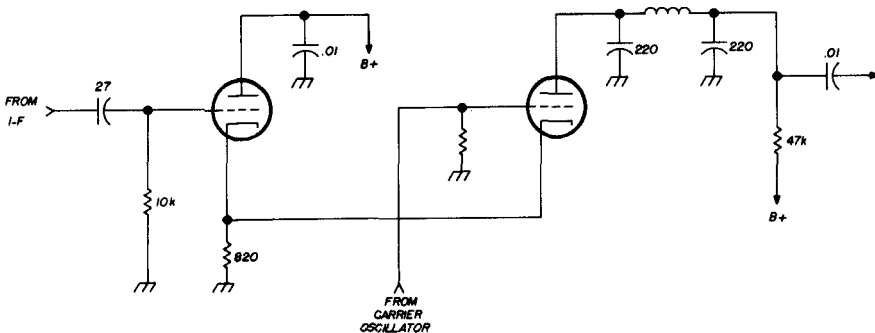 .01
B+
220
220
.01
27
FROM
I-F
47k
10k
B+
820
FROM
CARRIER
OSCILLATOR